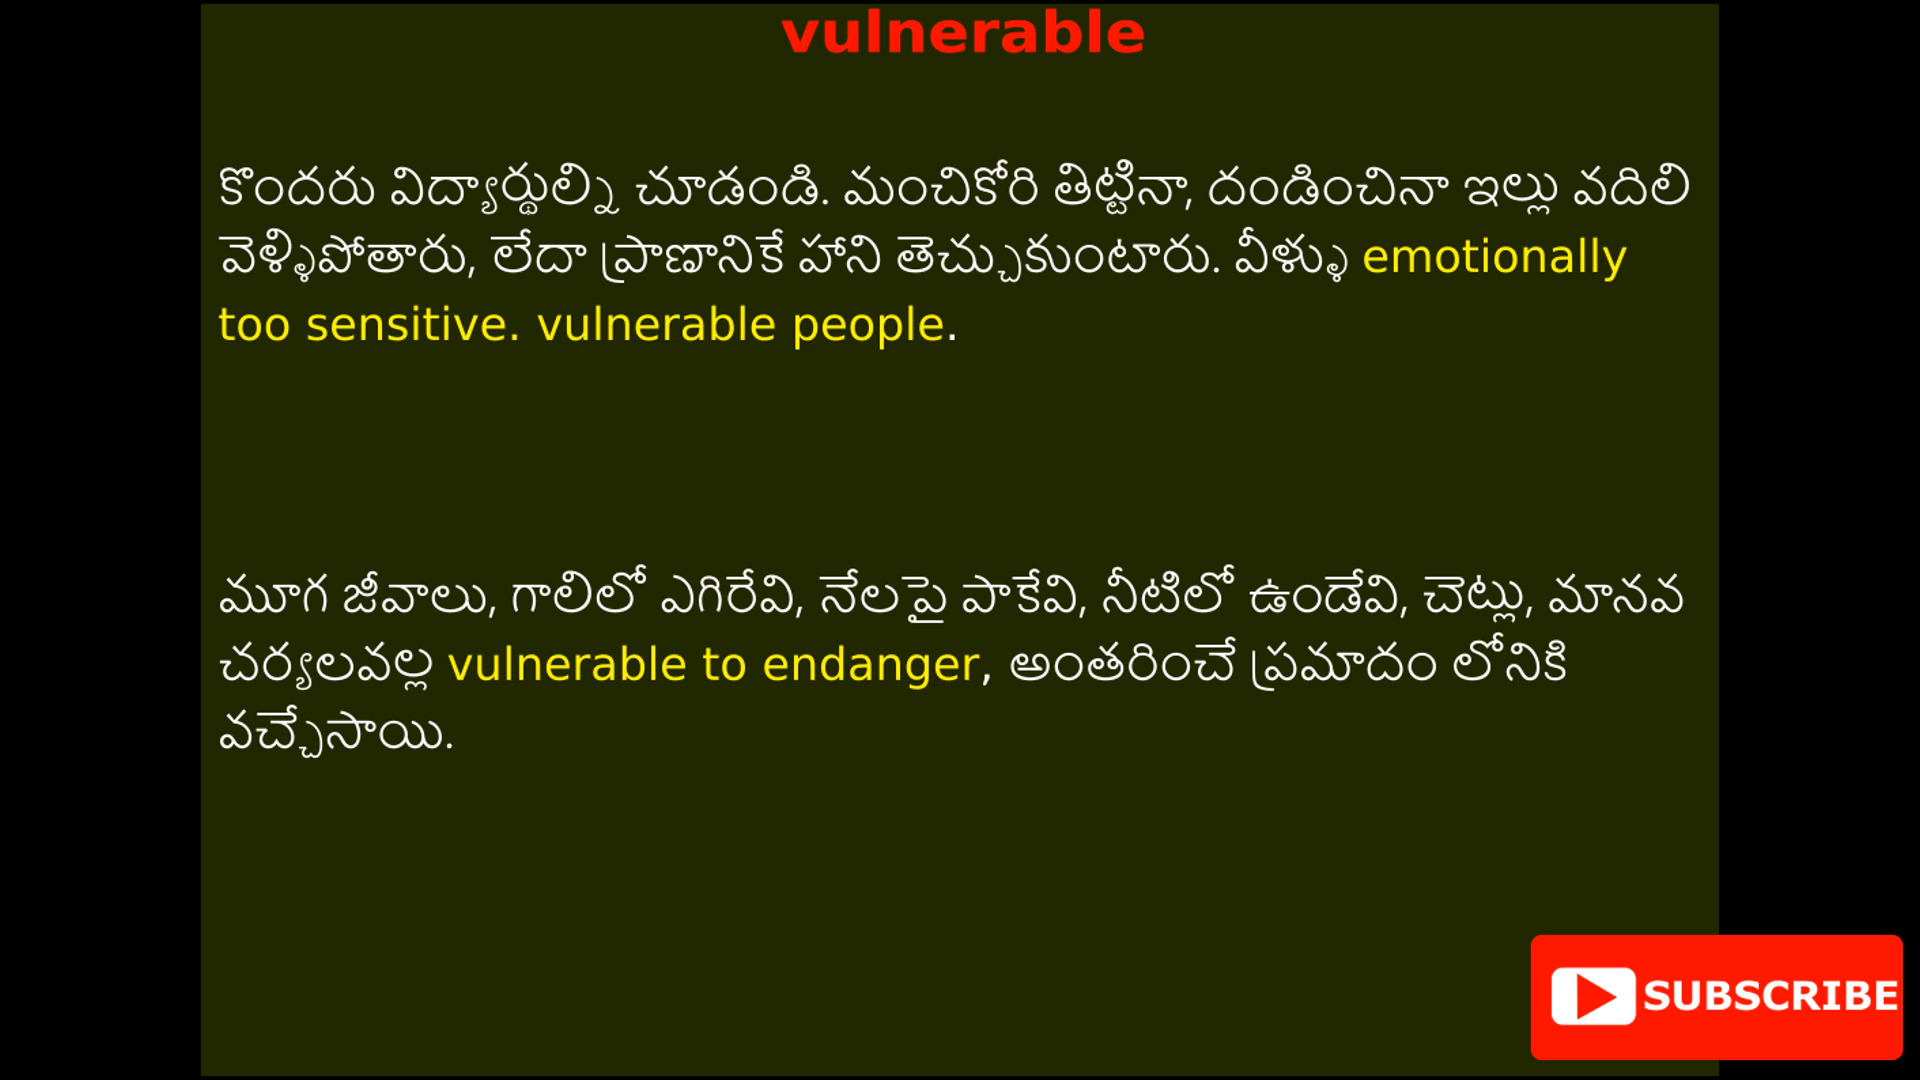 vulnerable
కొందరు విద్యార్థుల్ని చూడండి. మంచికోరి తిట్టినా, దండించినా ఇల్లు వదిలి
వెళ్ళిపోతారు, లేదా ప్రాణానికే హాని తెచ్చుకుంటారు. వీళ్ళు emotionally
too sensitive. vulnerable people.
మూగ జీవాలు, గాలిలో ఎగిరేవి, నేలపై పాకేవి, నీటిలో ఉండేవి, చెట్లు, మానవ
చర్యలవల్ల vulnerable to endanger, అంతరించే ప్రమాదం లోనికి
వచ్చేసాయి.
SUBSCRIBE